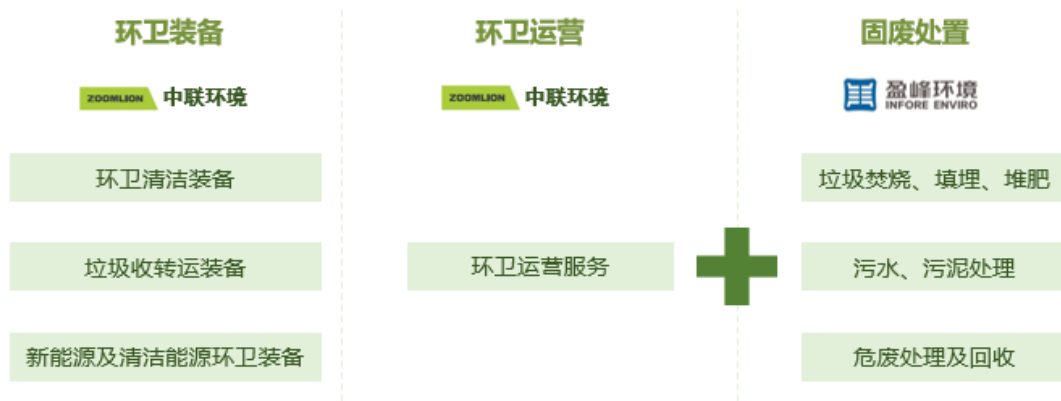 环卫装备
ZOOMLION 中联环境
环卫清洁装备
垃圾收转运装备
新能源及清洁能源环卫装备
环卫运营
ZOOMLION 中联环境
环卫运营服务
固废处置
盈峰环境
INFORE ENVIRO
垃圾焚烧、填埋、堆肥
污水、污泥处理
危废处理及回收